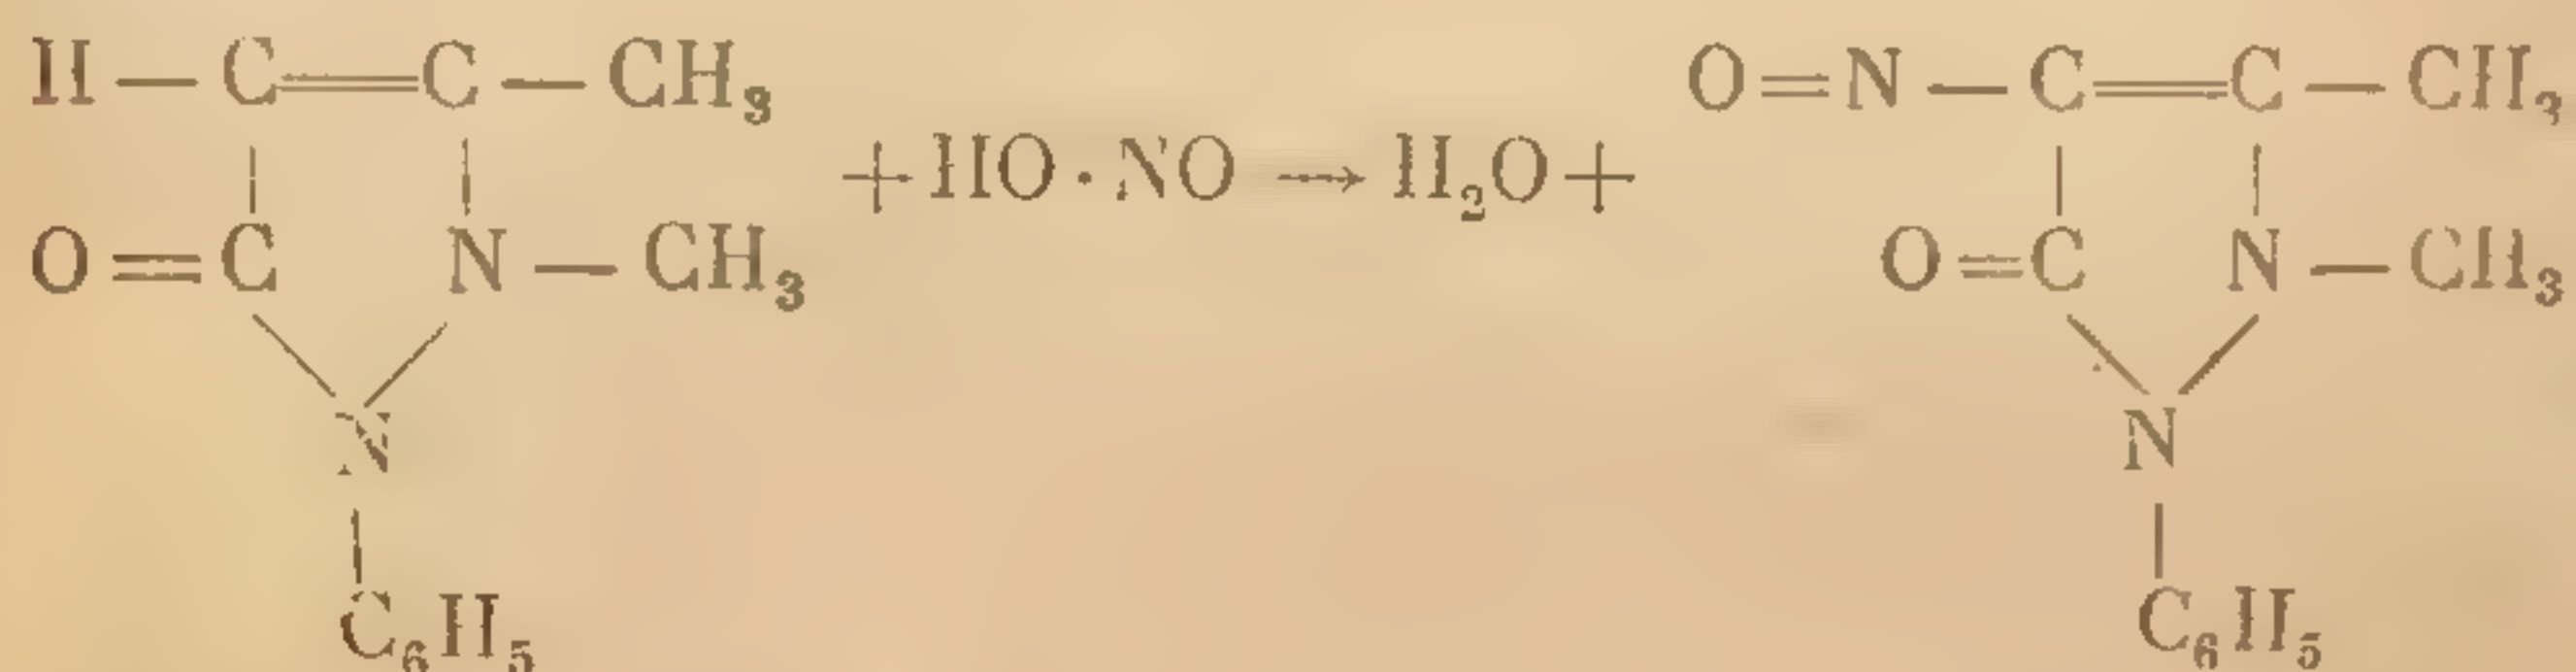 H—C═C—CH₃ O=N—C═C—CH₃
+HO·NO→H₂O+
O=C N—CH₃ O=C N—CH₃
N N
C₆H₅ C₆H₅